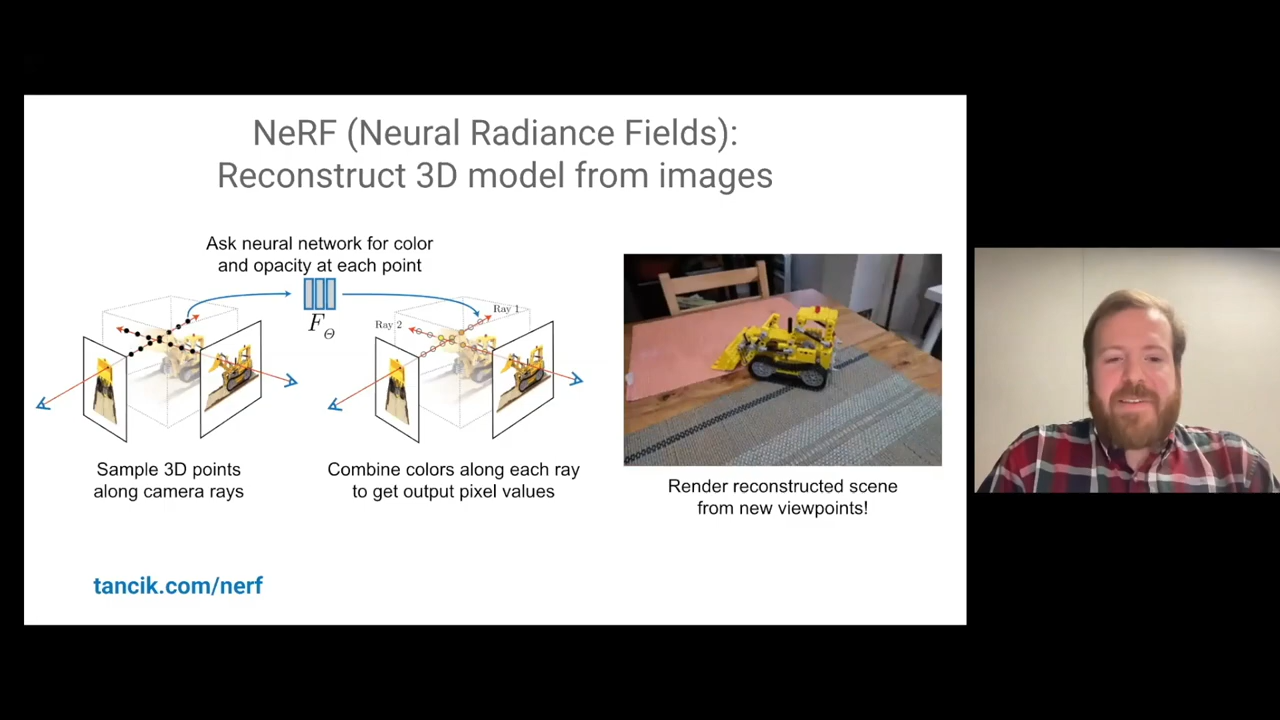 NeRF (Neural Radiance Fields):
Reconstruct 3D model from images
Ask neural network for color
and opacity at each point
F_Θ
Ray 2
Ray 1
Sample 3D points
along camera rays
Combine colors along each ray
to get output pixel values
Render reconstructed scene
from new viewpoints!
tancik.com/nerf